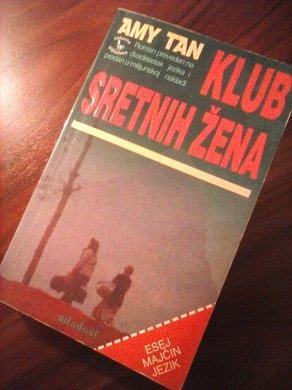 AMY TAN
Roman preveden na
dvadesetak jezika i
prodan u milijunskoj nakladi
KLUB
SRETNIH ŽENA
mladost
ESEJ
MAJČIN
JEZIK